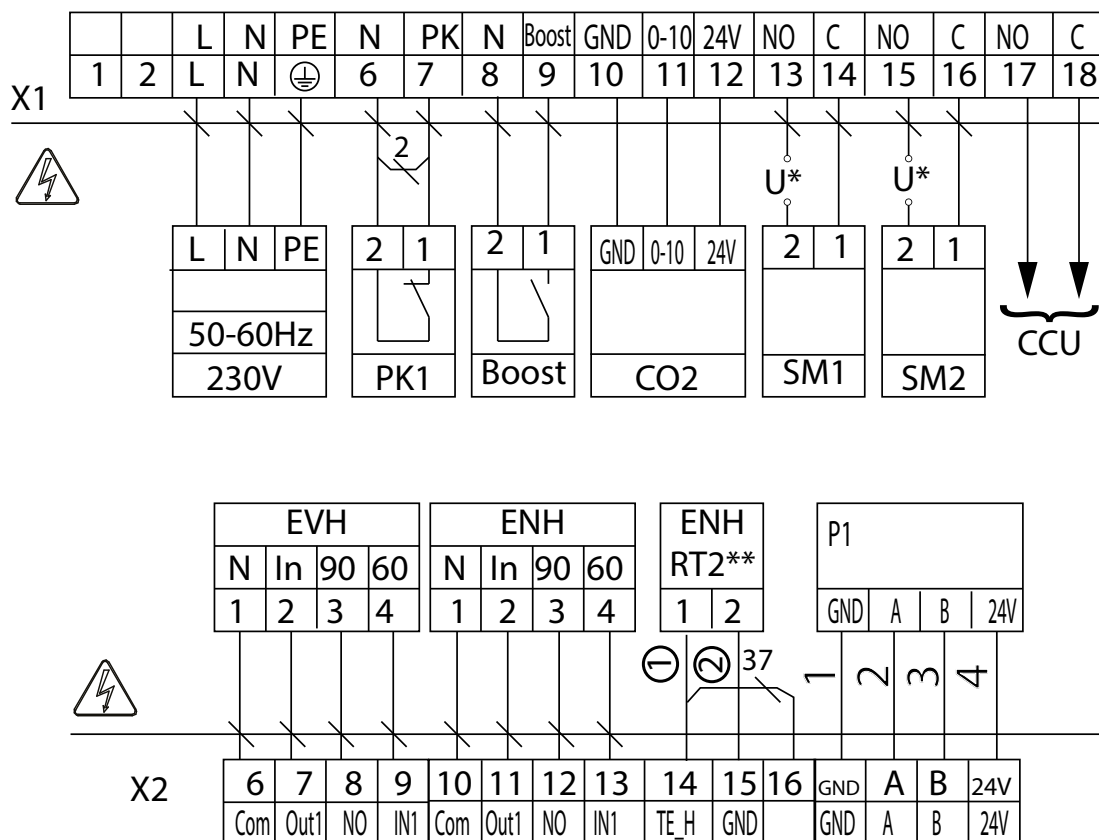 L N PE N PK N Boost GND 0-10 24V NO C NO C NO C
1 2 L N 6 7 8 9 10 11 12 13 14 15 16 17 18
X1
2
U* U*
L N PE 2 1 2 1 GND 0-10 24V 2 1 2 1
50-60Hz
230V PK1 Boost CO2 SM1 SM2 CCU
EVH ENH ENH P1
RT2**
N In 90 60 N In 90 60
1 2 3 4 1 2 3 4 1 2 GND A B 24V
1 2 37 1 2 3 4
X2
6 7 8 9 10 11 12 13 14 15 16 GND A B 24V
Com Out1 NO IN1 Com Out1 NO IN1 TE_H GND GND A B 24V